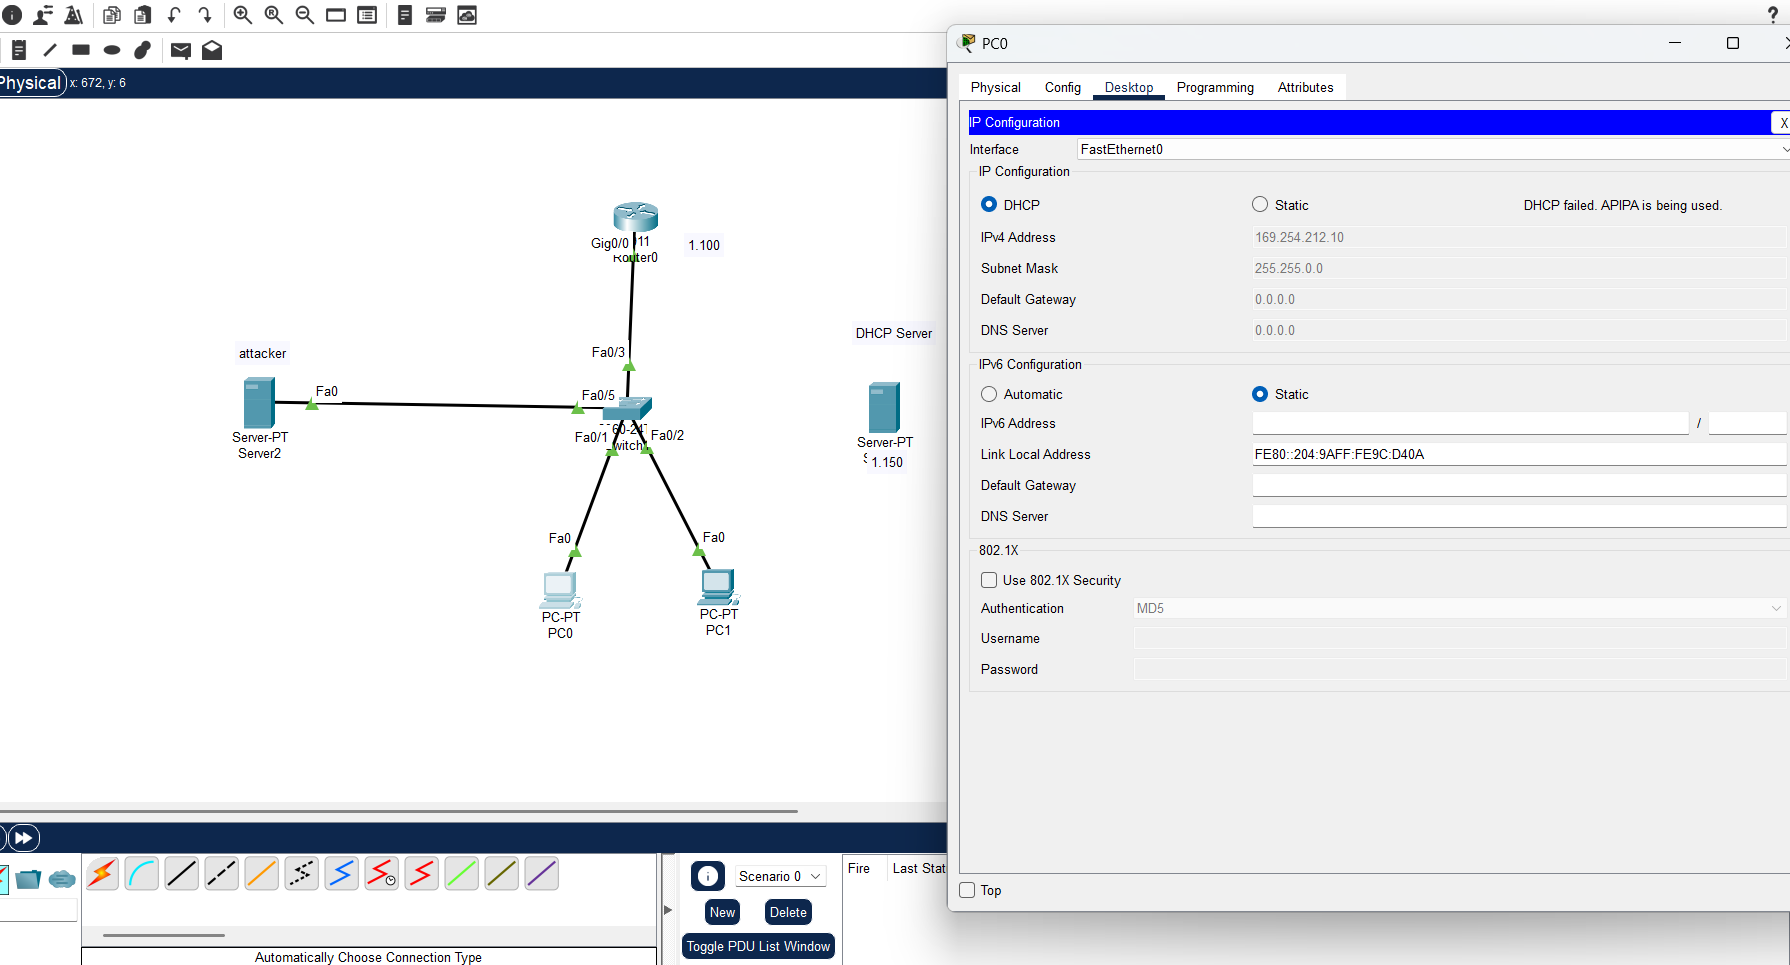 ?
Physical x: 672, y: 6
Gig0/0
1.100
Router0
Fa0/3
attacker
Fa0
Fa0/5
Server-PT
Server2
DHCP Server
Server-PT
1.150
Fa0/1
Fa0/2
Fa0
PC-PT
PC0
Fa0
PC-PT
PC1
Scenario 0
New
Delete
Toggle PDU List Window
Fire
Last Stat
Automatically Choose Connection Type
PC0
Physical
Config
Desktop
Programming
Attributes
IP Configuration
X
Interface
FastEthernet0
IP Configuration
DHCP
Static
DHCP failed. APIPA is being used.
IPv4 Address
169.254.212.10
Subnet Mask
255.255.0.0
Default Gateway
0.0.0.0
DNS Server
0.0.0.0
IPv6 Configuration
Automatic
Static
IPv6 Address
/
Link Local Address
FE80::204:9AFF:FE9C:D40A
Default Gateway
DNS Server
802.1X
Use 802.1X Security
Authentication
MD5
Username
Password
Top